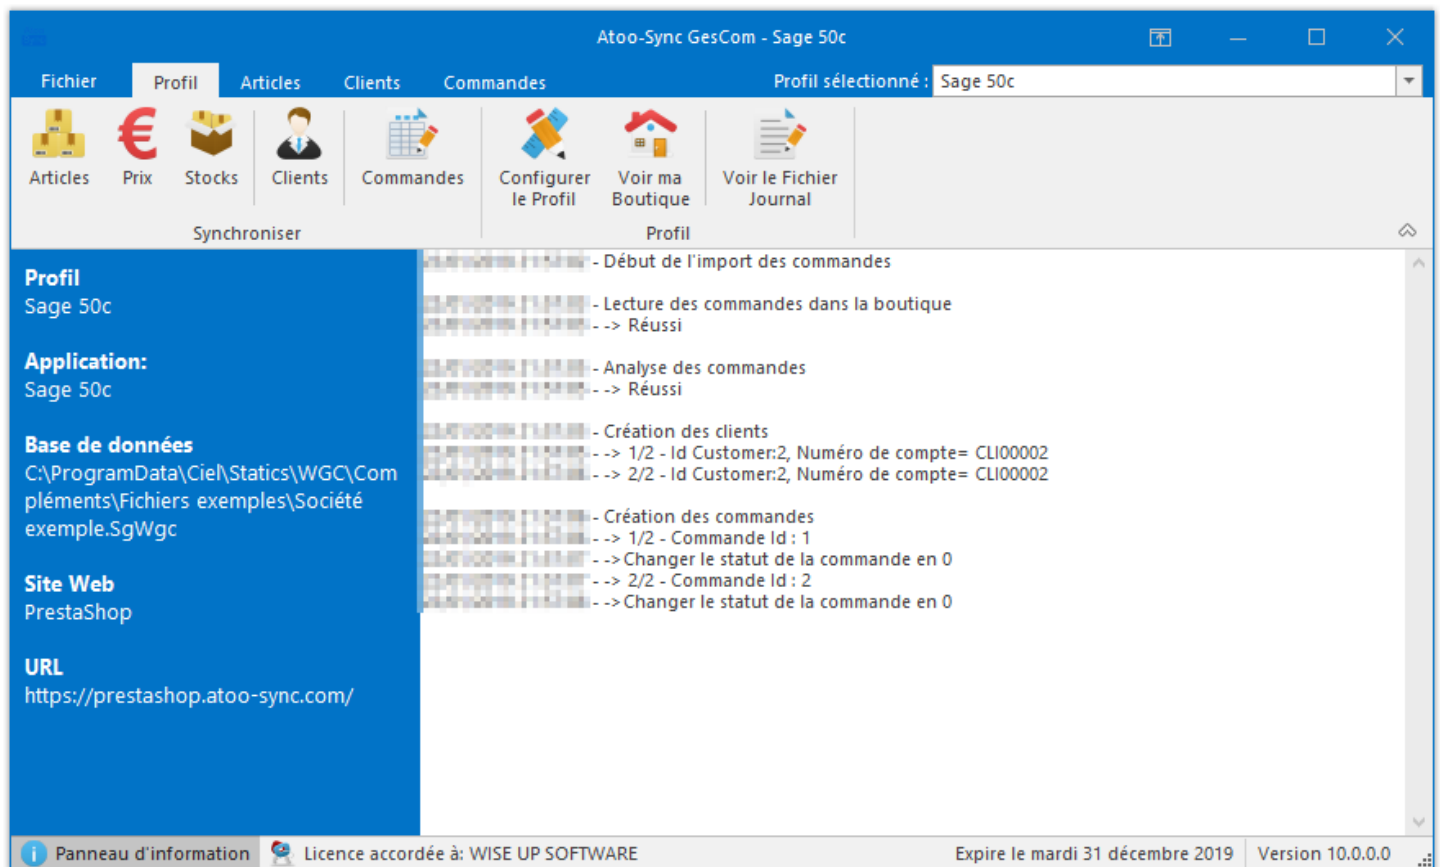 Atoo-Sync GesCom - Sage 50c
Fichier Profil Articles Clients Commandes Profil sélectionné : Sage 50c
Articles Prix Stocks Clients Commandes Configurer le Profil Voir ma Boutique Voir le Fichier Journal
Synchroniser Profil
Profil
Sage 50c
Application:
Sage 50c
Base de données
C:\ProgramData\Ciel\Statics\WGC\Com
pléments\Fichiers exemples\Société
exemple.SgWgc
Site Web
PrestaShop
URL
https://prestashop.atoo-sync.com/
- Début de l'import des commandes
- Lecture des commandes dans la boutique
- --> Réussi
- Analyse des commandes
- --> Réussi
- Création des clients
- --> 1/2 - Id Customer:2, Numéro de compte= CLI00002
- --> 2/2 - Id Customer:2, Numéro de compte= CLI00002
- Création des commandes
- --> 1/2 - Commande Id : 1
- -->Changer le statut de la commande en 0
- --> 2/2 - Commande Id : 2
- -->Changer le statut de la commande en 0
Panneau d'information Licence accordée à: WISE UP SOFTWARE Expire le mardi 31 décembre 2019 Version 10.0.0.0